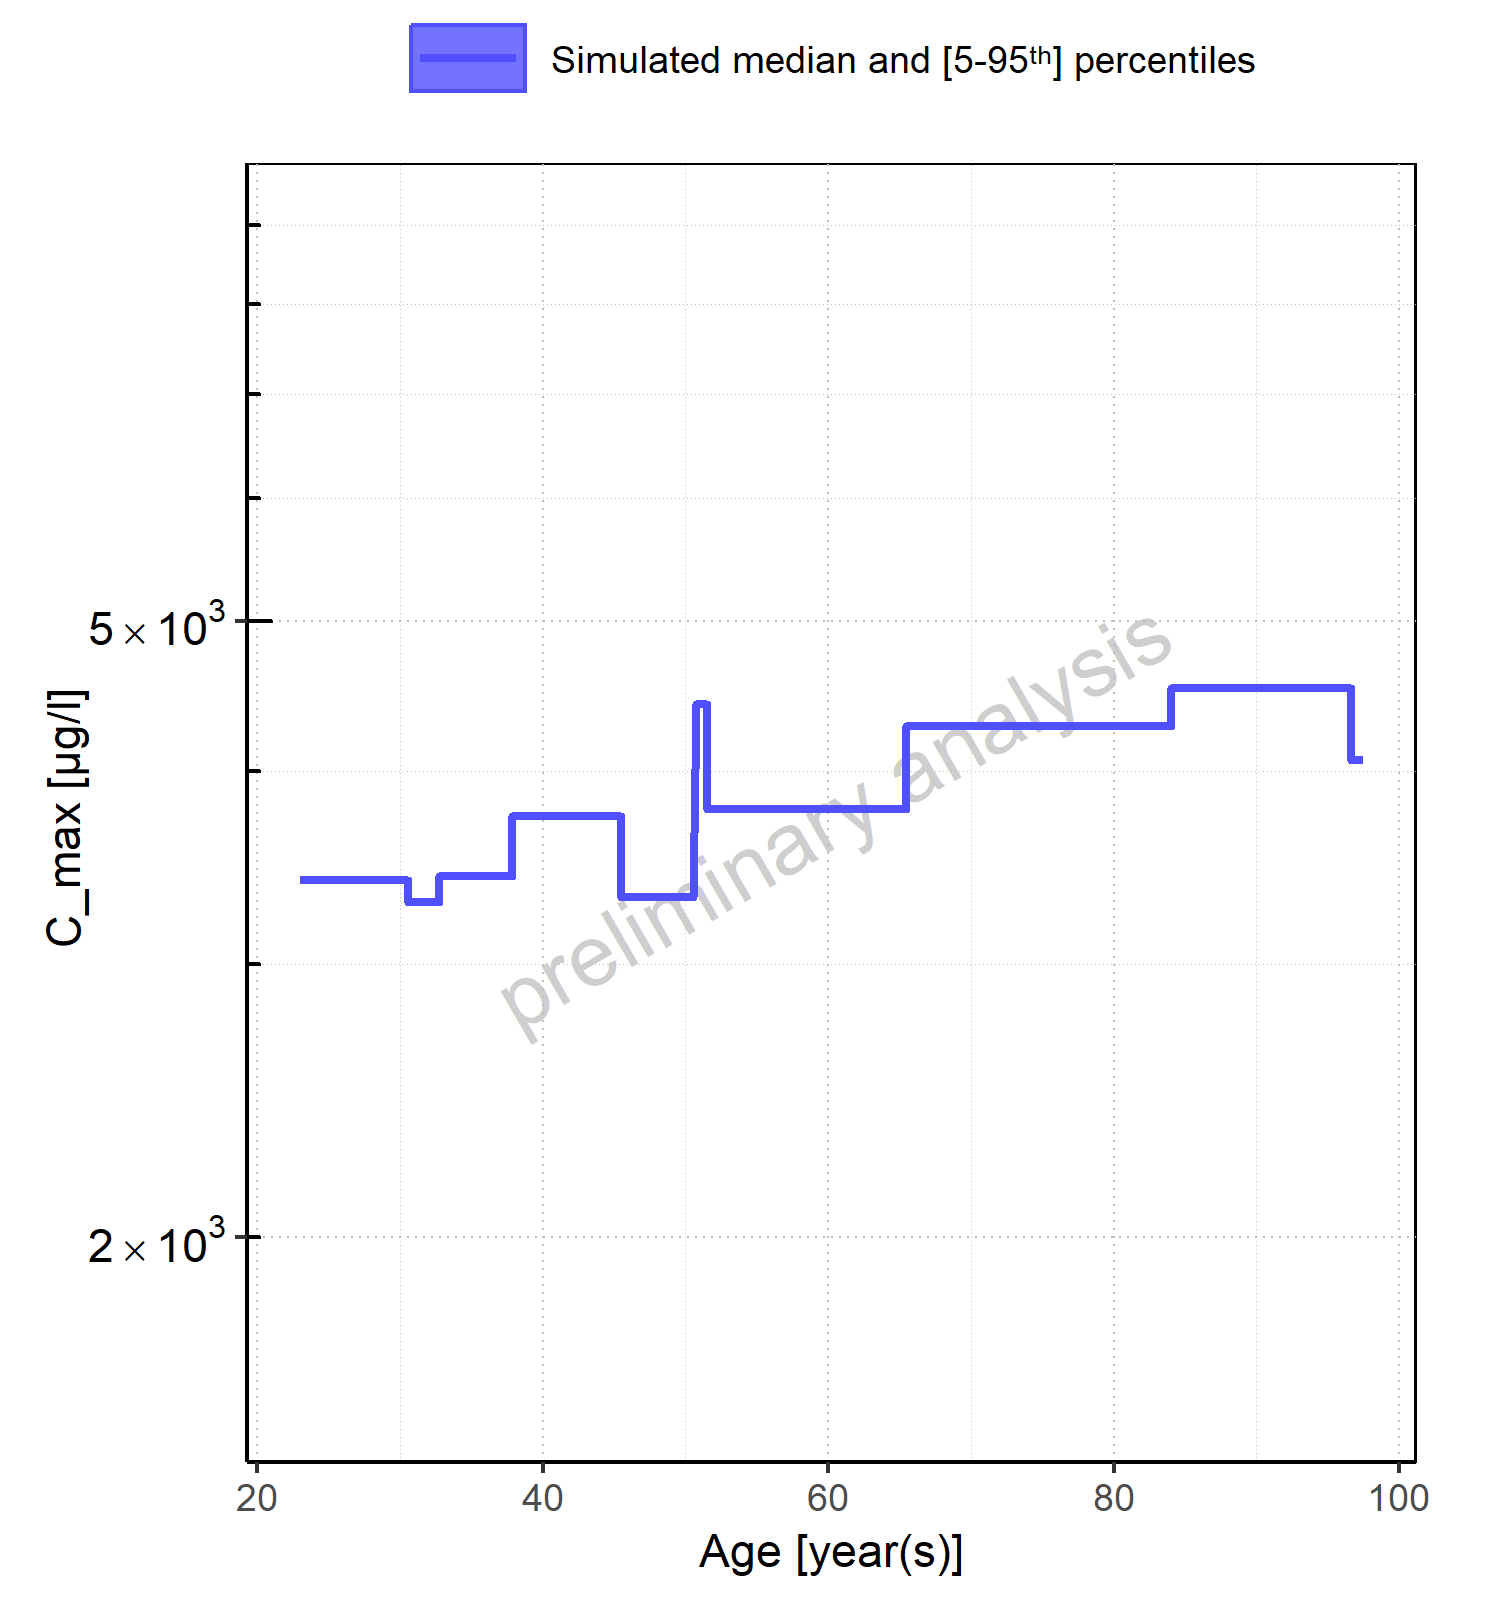 Simulated median and [5-95ᵗʰ] percentiles
5 × 10³
C_max [µg/l]
preliminary analysis
2 × 10³
20 40 60 80 100
Age [year(s)]